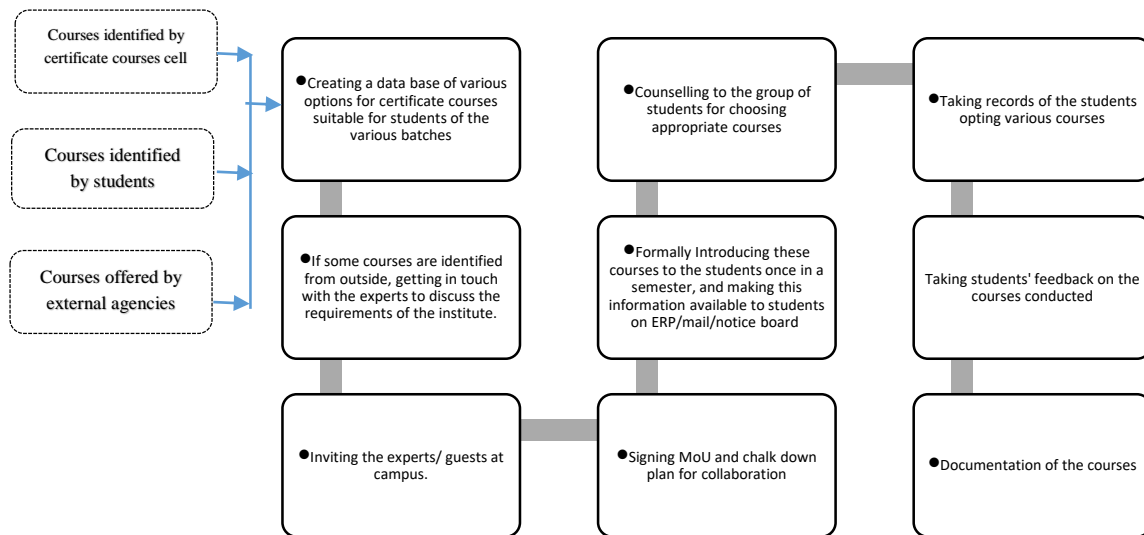 Courses identified by
certificate courses cell
Courses identified
by students
Courses offered by
external agencies
●Creating a data base of various
options for certificate courses
suitable for students of the
various batches
●If some courses are identified
from outside, getting in touch
with the experts to discuss the
requirements of the institute.
●Inviting the experts/ guests at
campus.
●Signing MoU and chalk down
plan for collaboration
●Formally Introducing these
courses to the students once in a
semester, and making this
information available to students
on ERP/mail/notice board
●Counselling to the group of
students for choosing
appropriate courses
●Taking records of the students
opting various courses
Taking students' feedback on the
courses conducted
●Documentation of the courses